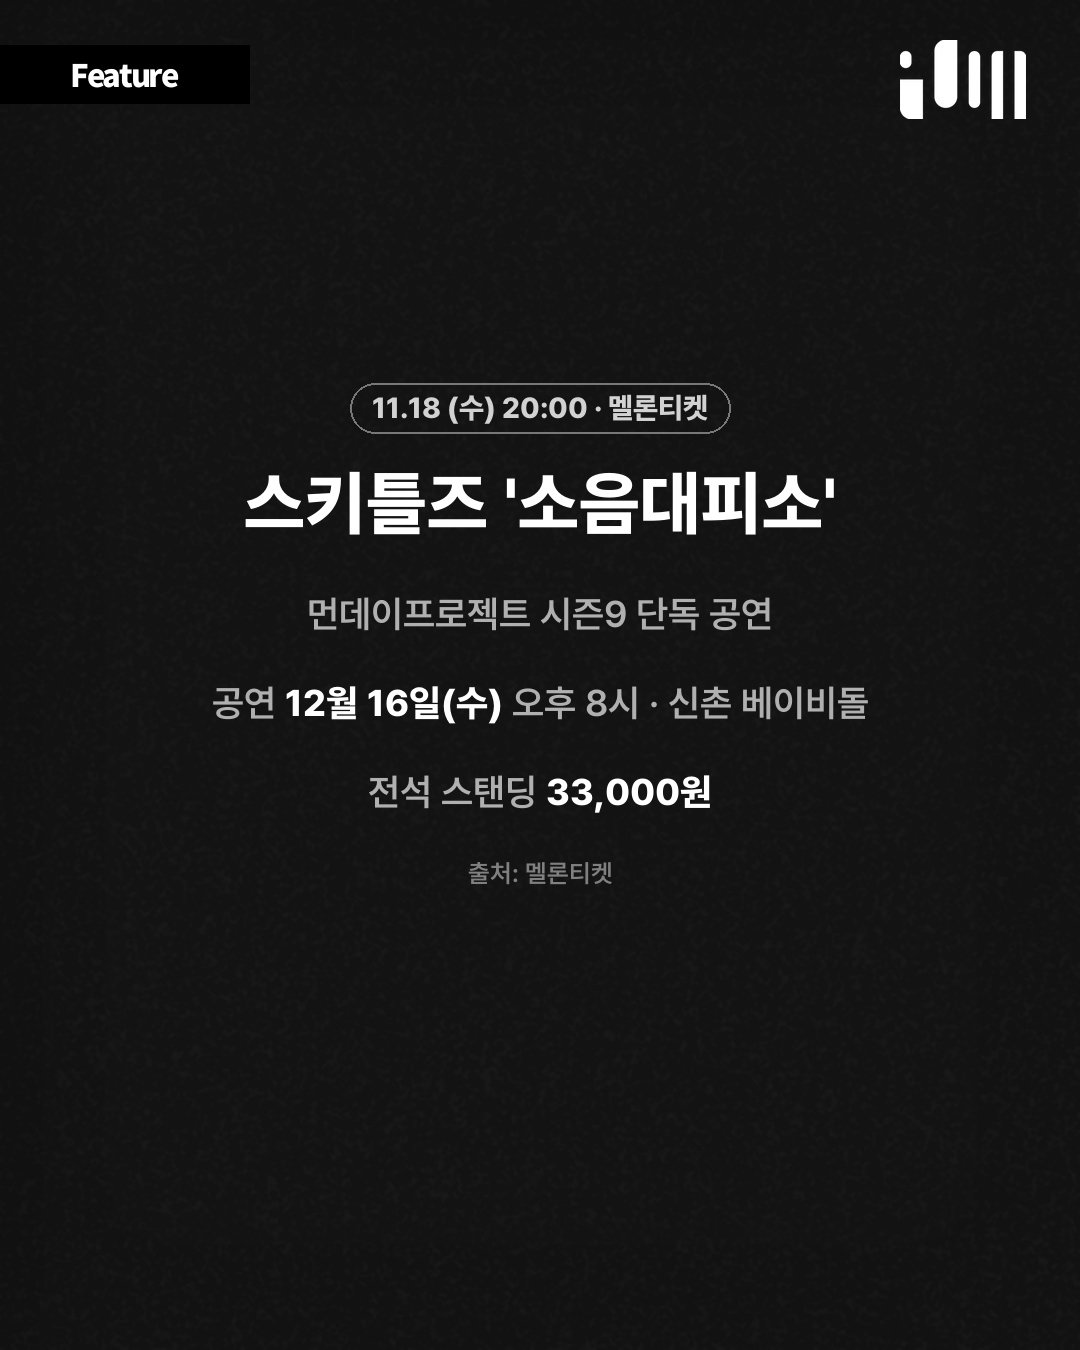 Feature
11.18 (수) 20:00 · 멜론티켓
스키틀즈 '소음대피소'
먼데이프로젝트 시즌9 단독 공연
공연 12월 16일(수) 오후 8시 · 신촌 베이비돌
전석 스탠딩 33,000원
출처: 멜론티켓